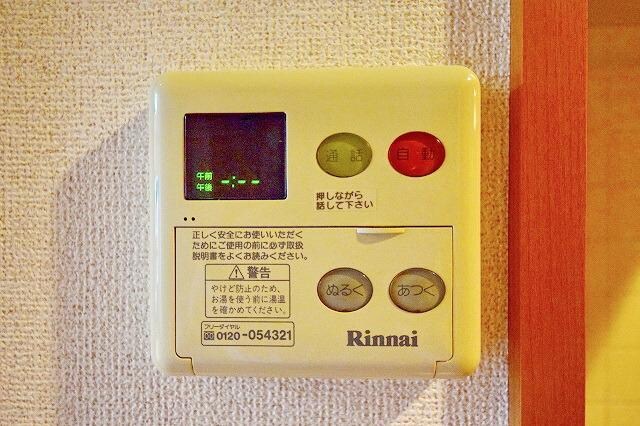 午前
午後 -:--
通話
自動
押しながら
話して下さい
正しく安全にお使いいただく
ためにご使用の前に必ず取扱
説明書をよくお読みください。
警告
やけど防止のため、
お湯を使う前に湯温
を確かめてください。
フリーダイヤル
0120-054321
ぬるく
あつく
Rinnai